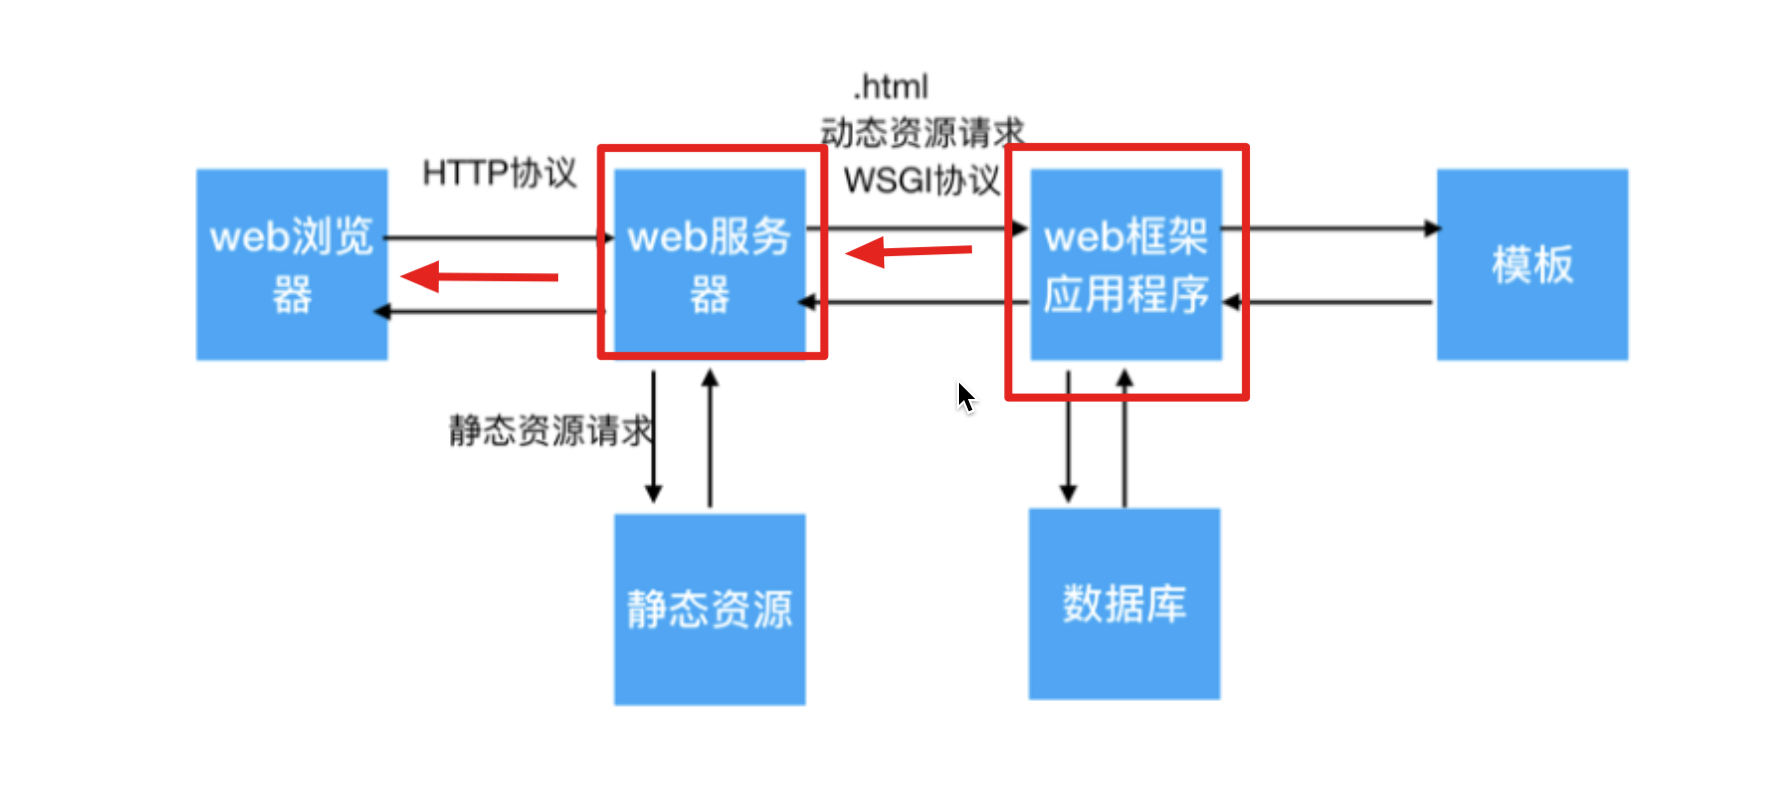 .html
动态资源请求
HTTP协议
WSGI协议
web浏览
器
web服务
器
web框架
应用程序
模板
静态资源请求
静态资源
数据库